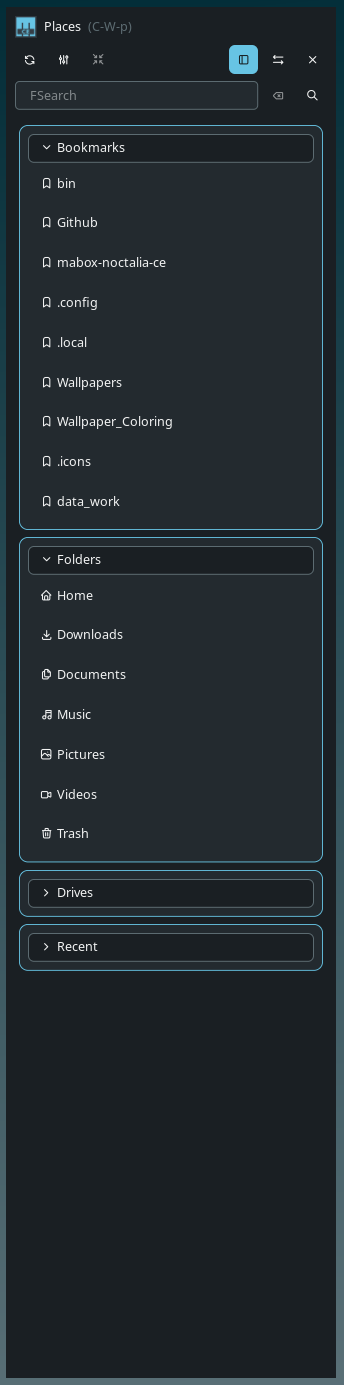 Places (C-W-p)
FSearch
Bookmarks
bin
Github
mabox-noctalia-ce
.config
.local
Wallpapers
Wallpaper_Coloring
.icons
data_work
Folders
Home
Downloads
Documents
Music
Pictures
Videos
Trash
Drives
Recent